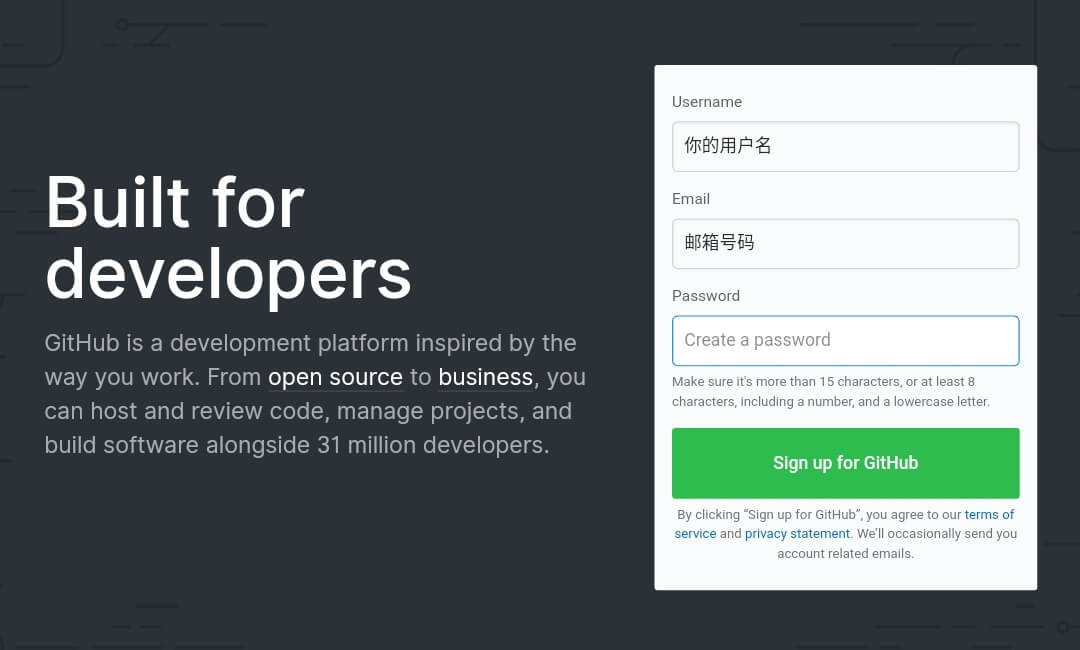 Built for
developers
GitHub is a development platform inspired by the
way you work. From open source to business, you
can host and review code, manage projects, and
build software alongside 31 million developers.
Username
你的用户名
Email
邮箱号码
Password
Create a password
Make sure it's more than 15 characters, or at least 8
characters, including a number, and a lowercase letter.
Sign up for GitHub
By clicking “Sign up for GitHub”, you agree to our terms of
service and privacy statement. We’ll occasionally send you
account related emails.